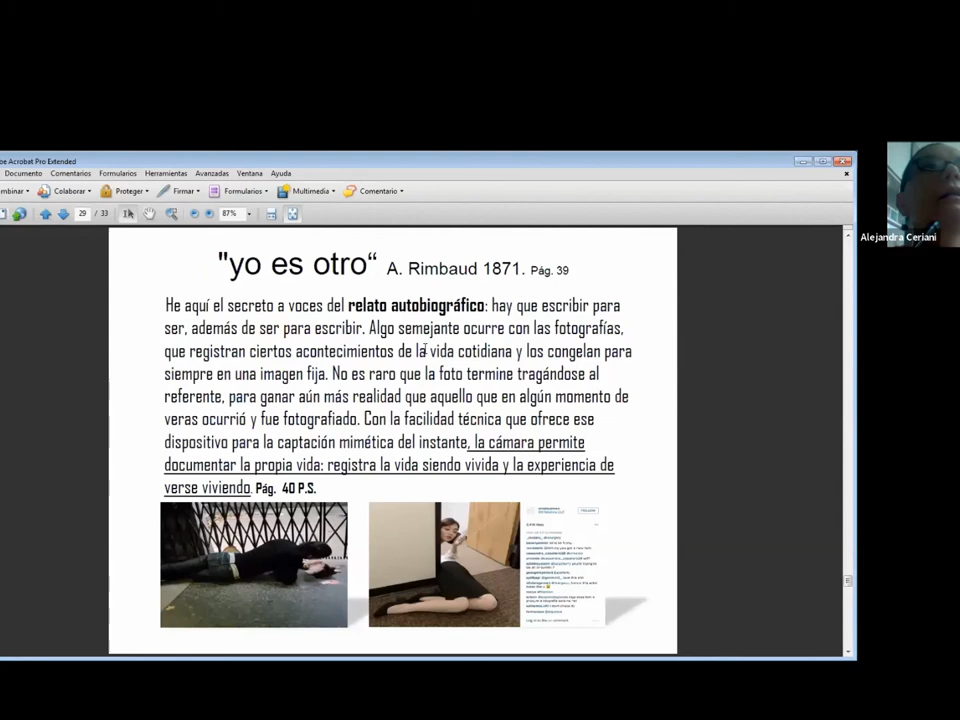 oe Acrobat Pro Extended
Documento Comentarios Formularios Herramientas Avanzadas Ventana Ayuda
mbinar Colaborar Proteger Firmar Formularios Multimedia Comentario
29 / 33 87%
"yo es otro“ A. Rimbaud 1871. Pág. 39
He aquí el secreto a voces del relato autobiográfico: hay que escribir para
ser, además de ser para escribir. Algo semejante ocurre con las fotografías,
que registran ciertos acontecimientos de la vida cotidiana y los congelan para
siempre en una imagen fija. No es raro que la foto termine tragándose al
referente, para ganar aún más realidad que aquello que en algún momento de
veras ocurrió y fue fotografiado. Con la facilidad técnica que ofrece ese
dispositivo para la captación mimética del instante, la cámara permite
documentar la propia vida: registra la vida siendo vivida y la experiencia de
verse viviendo. Pág. 40 P.S.
Alejandra Ceriani